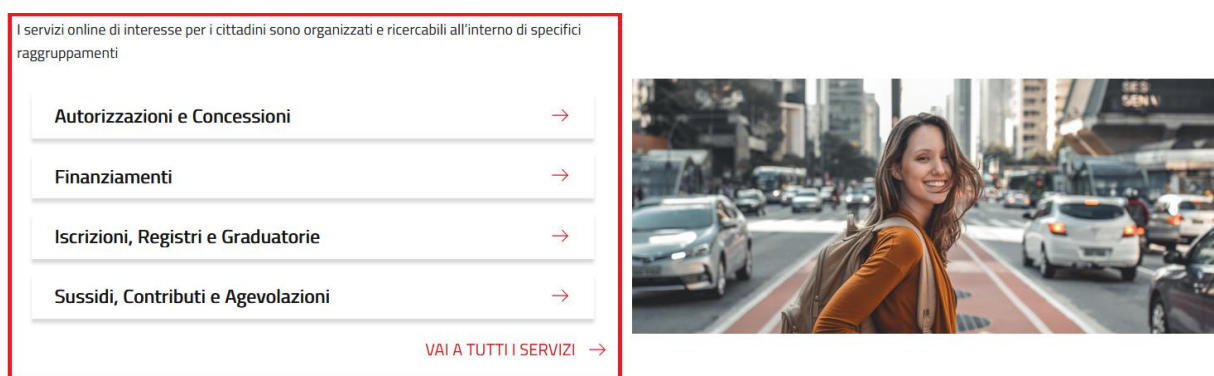 I servizi online di interesse per i cittadini sono organizzati e ricercabili all'interno di specifici
raggruppamenti
Autorizzazioni e Concessioni
Finanziamenti
Iscrizioni, Registri e Graduatorie
Sussidi, Contributi e Agevolazioni
VAI A TUTTI I SERVIZI